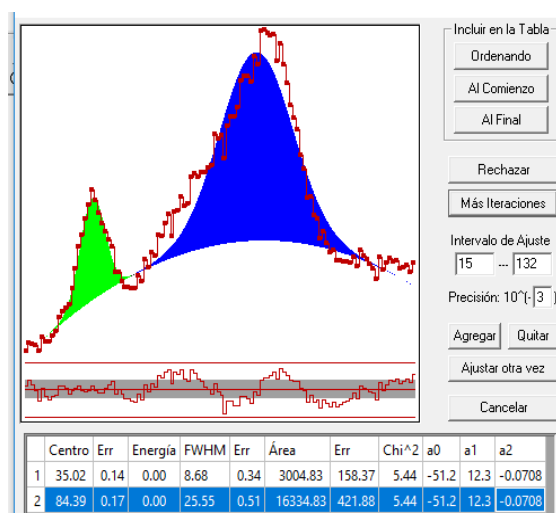 Incluir en la Tabla
Ordenando
Al Comienzo
Al Final
Rechazar
Más Iteraciones
Intervalo de Ajuste
15 --- 132
Precisión: 10^(- 3 )
Agregar Quitar
Ajustar otra vez
Cancelar
Centro Err Energía FWHM Err Área Err Chi^2 a0 a1 a2
1 35.02 0.14 0.00 8.68 0.34 3004.83 158.37 5.44 -51.2 12.3 -0.0708
2 84.39 0.17 0.00 25.55 0.51 16334.83 421.88 5.44 -51.2 12.3 -0.0708